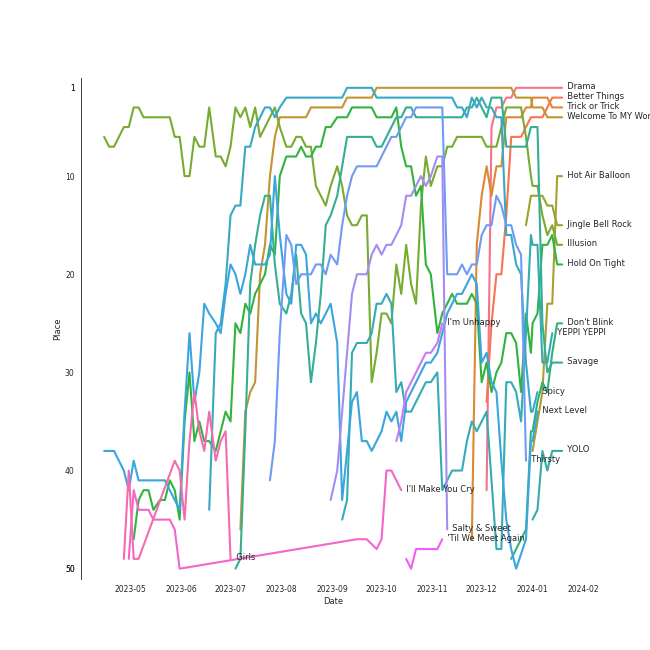 1
Drama
Better Things
Trick or Trick
Welcome To MY Wor
10
Hot Air Balloon
Jingle Bell Rock
Illusion
Hold On Tight
20
I'm Unhappy
Don't Blink
YEPPI YEPPI
Place
30
Savage
Spicy
Next Level
40
YOLO
Thirsty
I'll Make You Cry
Salty & Sweet
'Til We Meet Again
Girls
50
2023-05
2023-06
2023-07
2023-08
2023-09
2023-10
2023-11
2023-12
2024-01
2024-02
Date